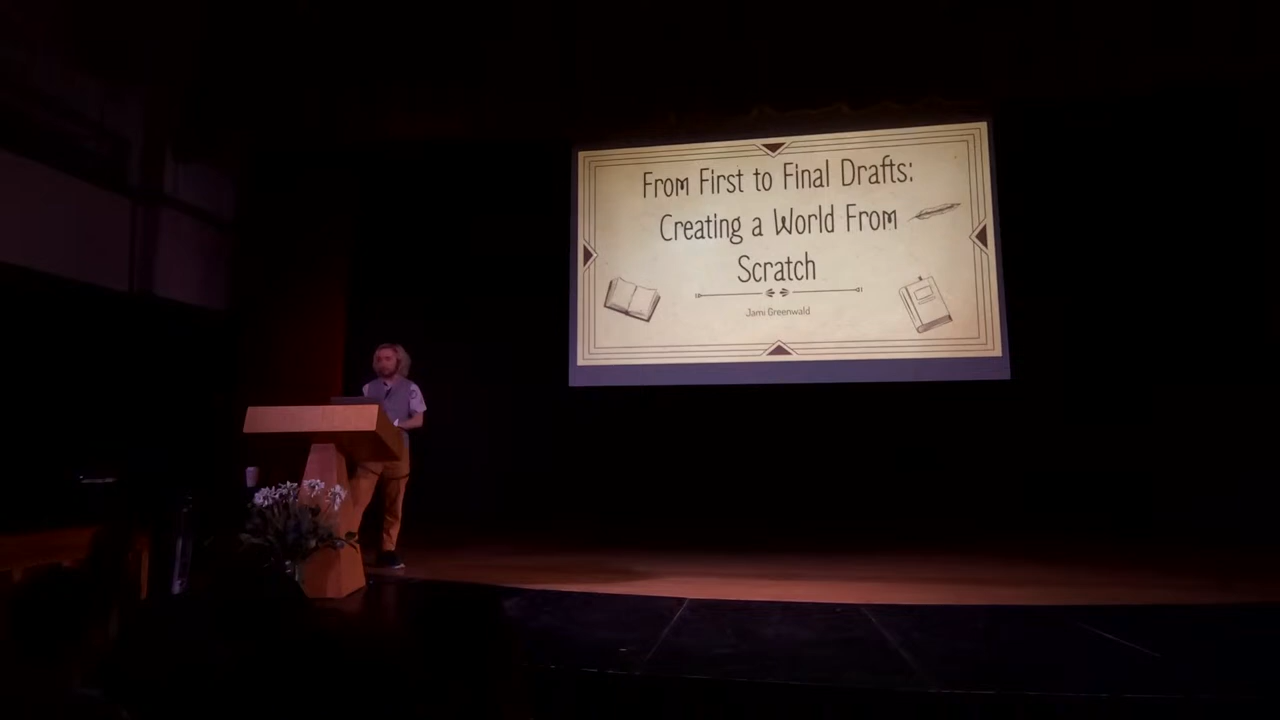 From First to Final Drafts:
Creating a World From
Scratch
Jami Greenwald